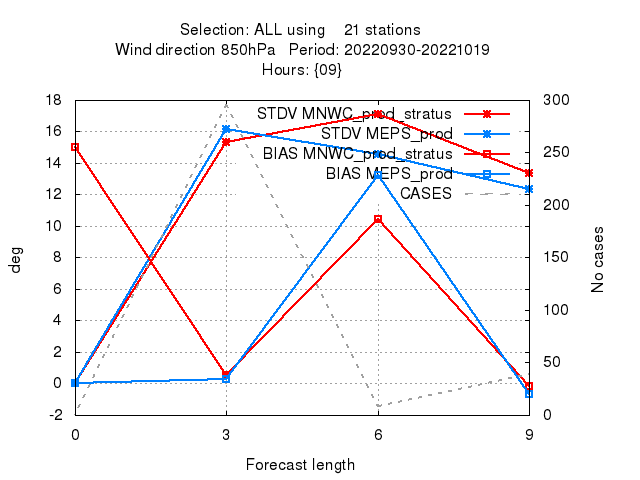 Selection: ALL using 21 stations
Wind direction 850hPa Period: 20220930-20221019
Hours: {09}
18 300
STDV MNWC_prod_stratus
16
STDV MEPS_prod
250
14
BIAS MNWC_prod_stratus
BIAS MEPS_prod
12
CASES
200
10
8
150
6
4
100
2
50
0
-2 0
0 3 6 9
Forecast length
deg
No cases